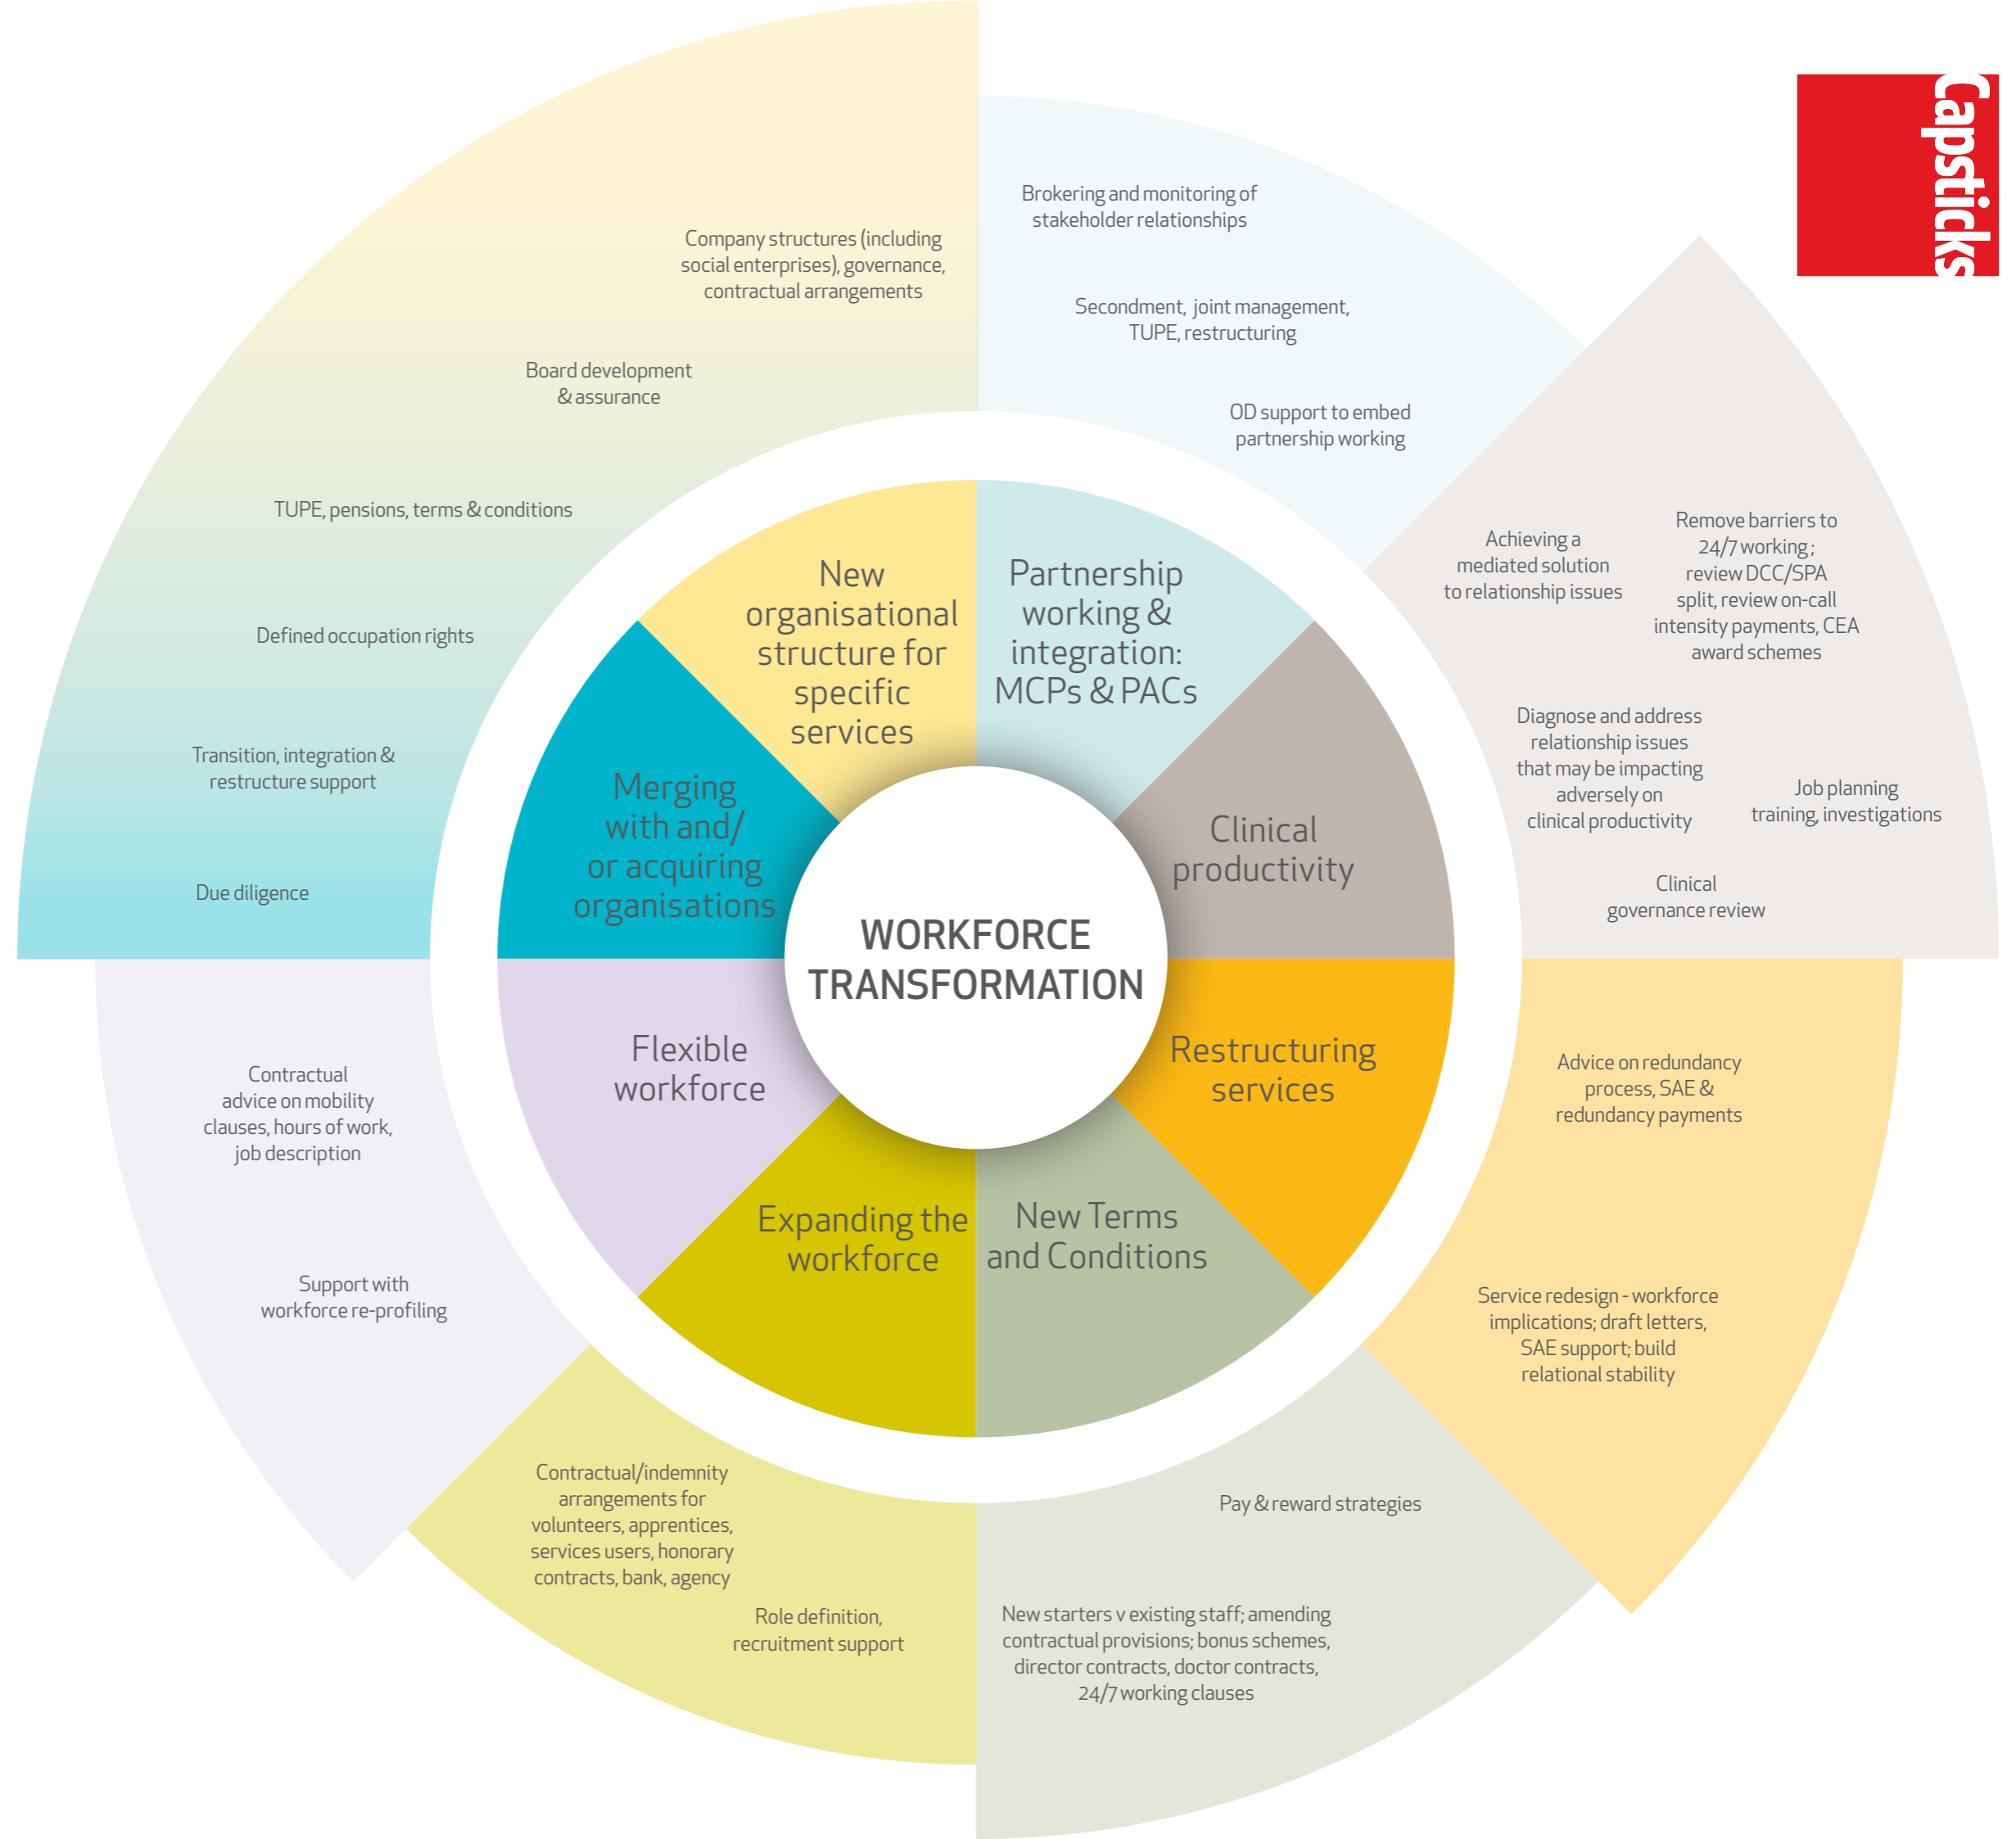 Capsticks
Company structures (including
social enterprises), governance,
contractual arrangements
Board development
& assurance
TUPE, pensions, terms & conditions
Defined occupation rights
Transition, integration &
restructure support
Due diligence
Brokering and monitoring of
stakeholder relationships
Secondment, joint management,
TUPE, restructuring
OD support to embed
partnership working
Achieving a
mediated solution
to relationship issues
Remove barriers to
24/7 working ;
review DCC/SPA
split, review on-call
intensity payments, CEA
award schemes
Diagnose and address
relationship issues
that may be impacting
adversely on
clinical productivity
Job planning
training, investigations
Clinical
governance review
New
organisational
structure for
specific
services
Partnership
working &
integration:
MCPs & PACs
Merging
with and/
or acquiring
organisations
Clinical
productivity
WORKFORCE
TRANSFORMATION
Flexible
workforce
Restructuring
services
Expanding the
workforce
New Terms
and Conditions
Contractual
advice on mobility
clauses, hours of work,
job description
Support with
workforce re-profiling
Advice on redundancy
process, SAE &
redundancy payments
Service redesign - workforce
implications; draft letters,
SAE support; build
relational stability
Contractual/indemnity
arrangements for
volunteers, apprentices,
services users, honorary
contracts, bank, agency
Role definition,
recruitment support
Pay & reward strategies
New starters v existing staff; amending
contractual provisions; bonus schemes,
director contracts, doctor contracts,
24/7 working clauses